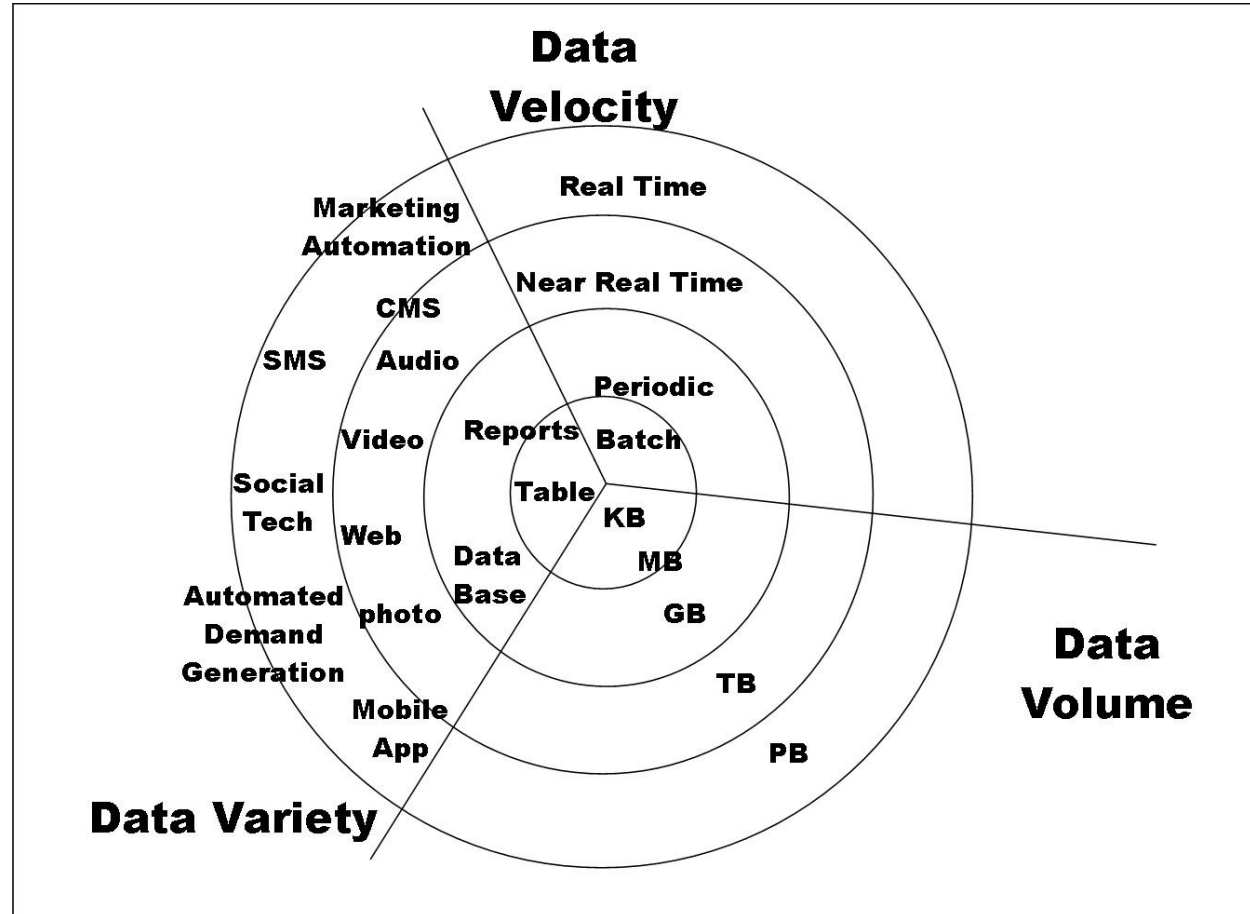 Data
Velocity
Real Time
Marketing
Automation
Near Real Time
CMS
SMS
Audio
Periodic
Reports
Batch
Video
Social
Tech
Table
KB
Web
Data
Base
MB
Automated
Demand
Generation
photo
GB
Data
Volume
TB
Mobile
App
PB
Data Variety